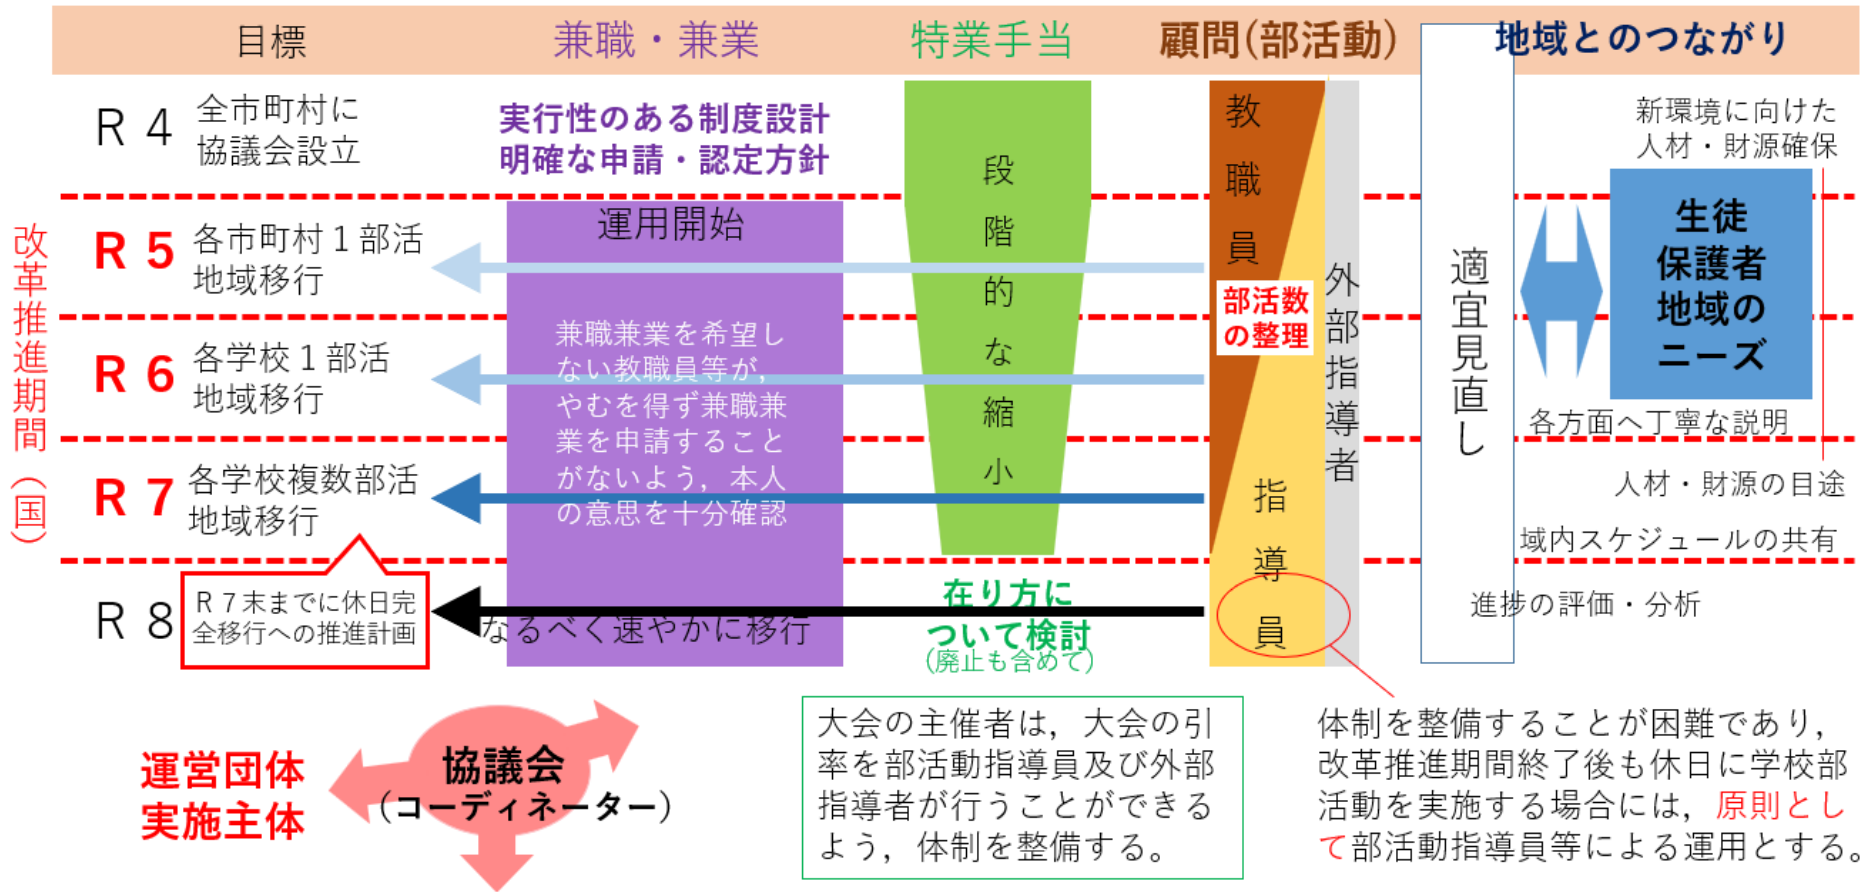 目標
兼職・兼業
特業手当
顧問(部活動)
地域とのつながり
R 4
全市町村に
協議会設立
実行性のある制度設計
明確な申請・認定方針
改革推進期間（国）
R 5
各市町村１部活
地域移行
R 6
各学校１部活
地域移行
R 7
各学校複数部活
地域移行
R 8
R７末までに休日完
全移行への推進計画
運用開始
兼職兼業を希望し
ない教職員等が，
やむを得ず兼職兼
業を申請すること
がないよう，本人
の意思を十分確認
なるべく速やかに移行
段階的な縮小
在り方に
ついて検討
(廃止も含めて)
教職員
部活数
の整理
指導員
外部指導者
適宜見直し
新環境に向けた
人材・財源確保
生徒
保護者
地域の
ニーズ
各方面へ丁寧な説明
人材・財源の目途
域内スケジュールの共有
進捗の評価・分析
運営団体
実施主体
協議会
（コーディネーター）
大会の主催者は，大会の引
率を部活動指導員及び外部
指導者が行うことができる
よう，体制を整備する。
体制を整備することが困難であり，
改革推進期間終了後も休日に学校部
活動を実施する場合には，原則とし
て部活動指導員等による運用とする。